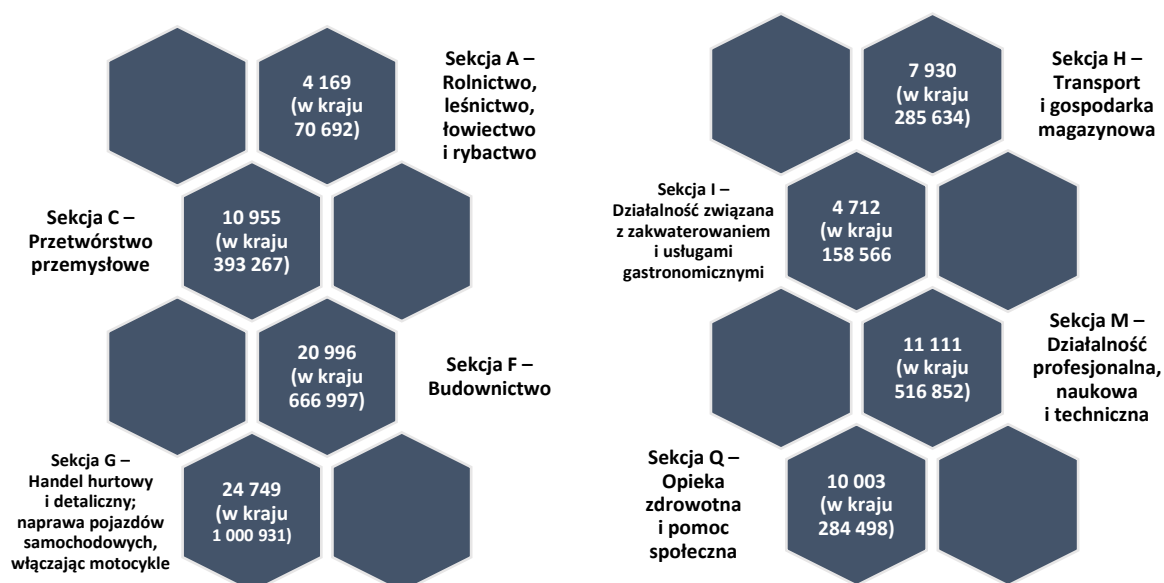 4 169
(w kraju
70 692)
Sekcja A –
Rolnictwo,
leśnictwo,
łowiectwo
i rybactwo
Sekcja C –
Przetwórstwo
przemysłowe
10 955
(w kraju
393 267)
20 996
(w kraju
666 997)
Sekcja F –
Budownictwo
Sekcja G –
Handel hurtowy
i detaliczny;
naprawa pojazdów
samochodowych,
włączając motocykle
24 749
(w kraju
1 000 931)
7 930
(w kraju
285 634)
Sekcja H –
Transport
i gospodarka
magazynowa
Sekcja I –
Działalność związana
z zakwaterowaniem
i usługami
gastronomicznymi
4 712
(w kraju
158 566
11 111
(w kraju
516 852)
Sekcja M –
Działalność
profesjonalna,
naukowa
i techniczna
Sekcja Q –
Opieka
zdrowotna
i pomoc
społeczna
10 003
(w kraju
284 498)